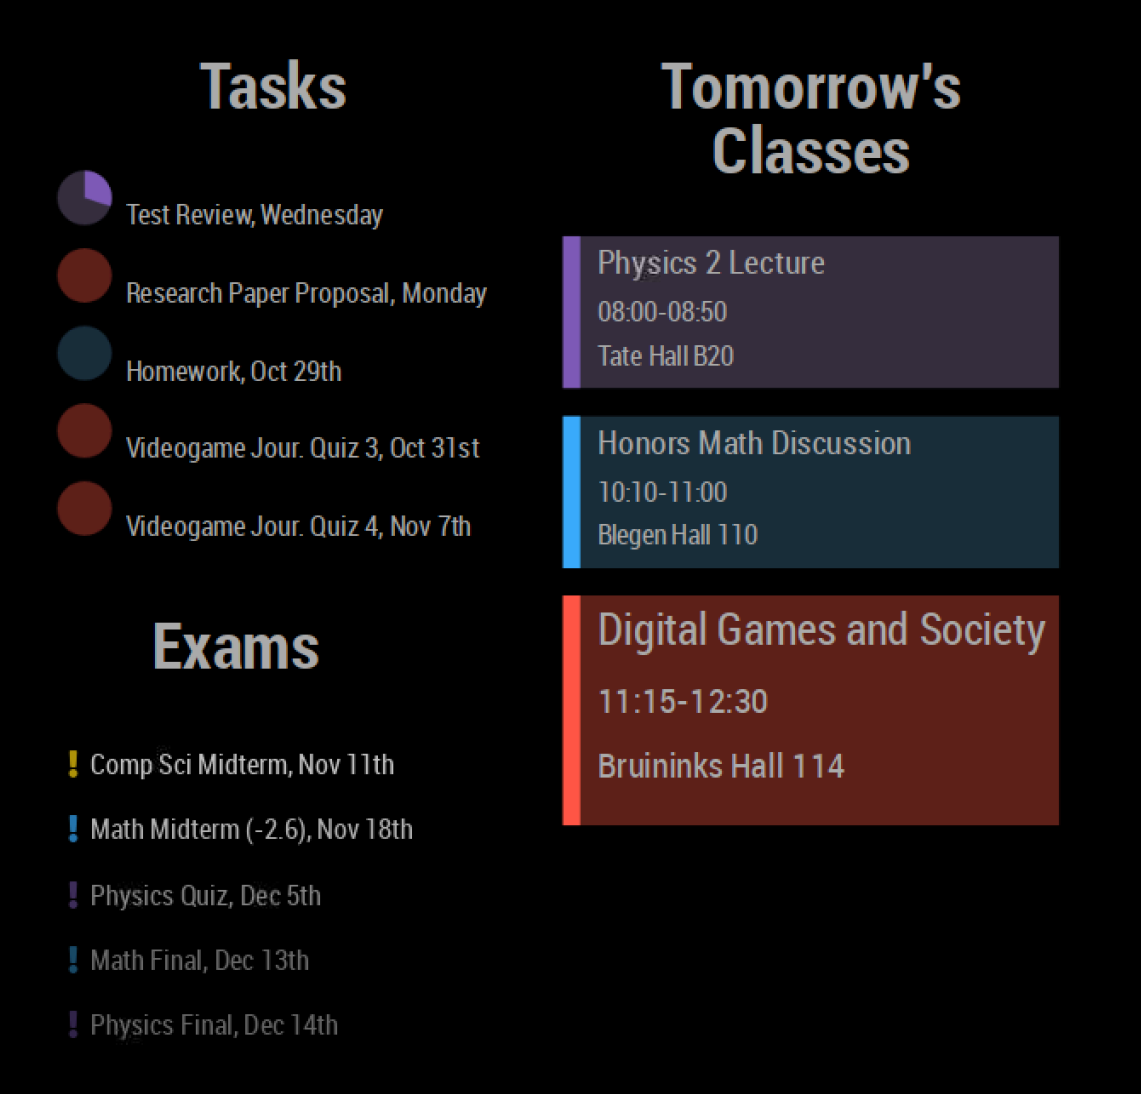 Tasks
Test Review, Wednesday
Research Paper Proposal, Monday
Homework, Oct 29th
Videogame Jour. Quiz 3, Oct 31st
Videogame Jour. Quiz 4, Nov 7th
Exams
Comp Sci Midterm, Nov 11th
Math Midterm (-2.6), Nov 18th
Physics Quiz, Dec 5th
Math Final, Dec 13th
Physics Final, Dec 14th
Tomorrow's
Classes
Physics 2 Lecture
08:00-08:50
Tate Hall B20
Honors Math Discussion
10:10-11:00
Blegen Hall 110
Digital Games and Society
11:15-12:30
Bruininks Hall 114